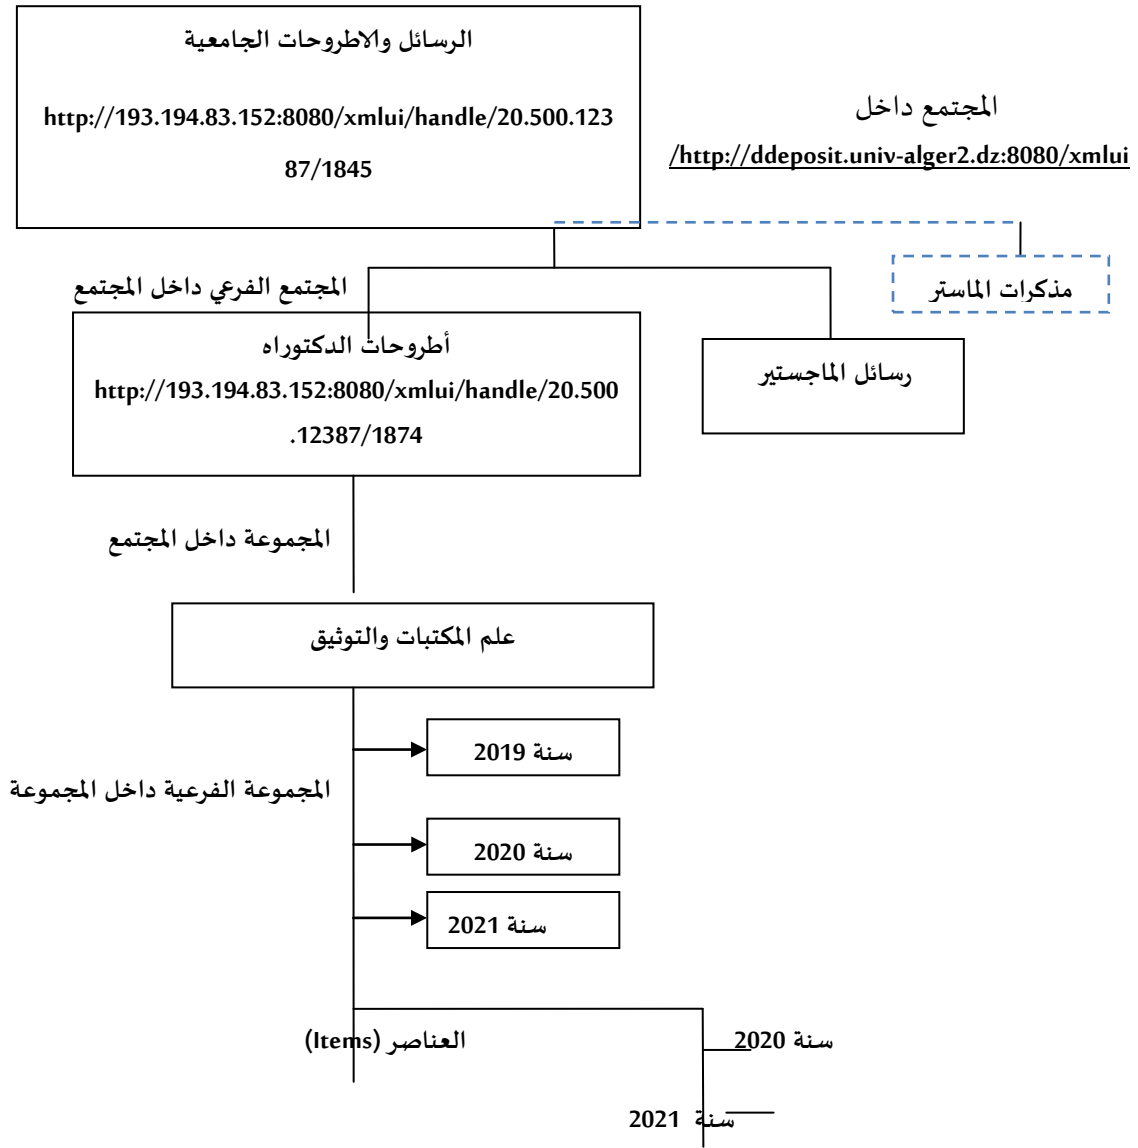 الرسائل والاطروحات الجامعية
http://193.194.83.152:8080/xmlui/handle/20.500.123
87/1845
المجتمع داخل
/http://ddeposit.univ-alger2.dz:8080/xmlui
مذكرات الماستر
المجتمع الفرعي داخل المجتمع
أطروحات الدكتوراه
http://193.194.83.152:8080/xmlui/handle/20.500
.12387/1874
رسائل الماجستير
المجموعة داخل المجتمع
علم المكتبات والتوثيق
سنة 2019
المجموعة الفرعية داخل المجموعة
سنة 2020
سنة 2021
العناصر (Items)
سنة 2020
سنة 2021